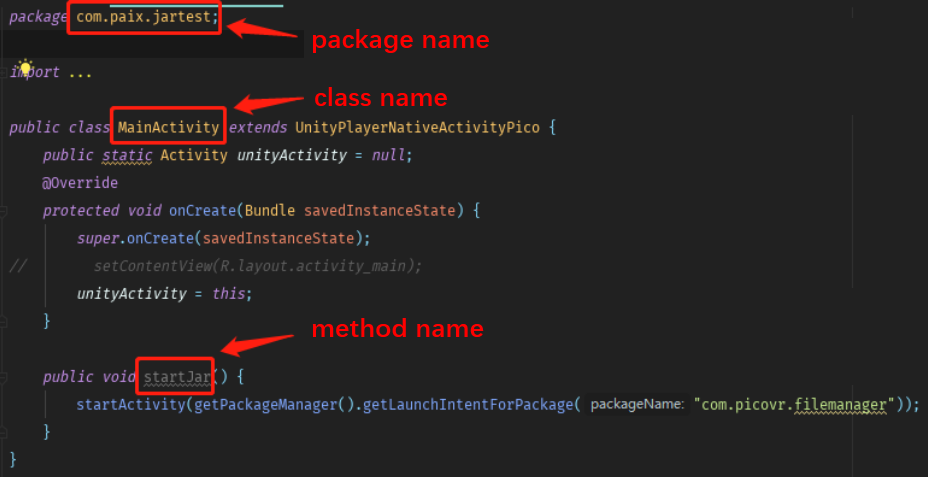 package com.paix.jartest;
package name
import ...
class name
public class MainActivity extends UnityPlayerNativeActivityPico {
public static Activity unityActivity = null;
@Override
protected void onCreate(Bundle savedInstanceState) {
super.onCreate(savedInstanceState);
// setContentView(R.layout.activity_main);
unityActivity = this;
}
method name
public void startJar() {
startActivity(getPackageManager().getLaunchIntentForPackage( packageName: "com.picovr.filemanager"));
}
}